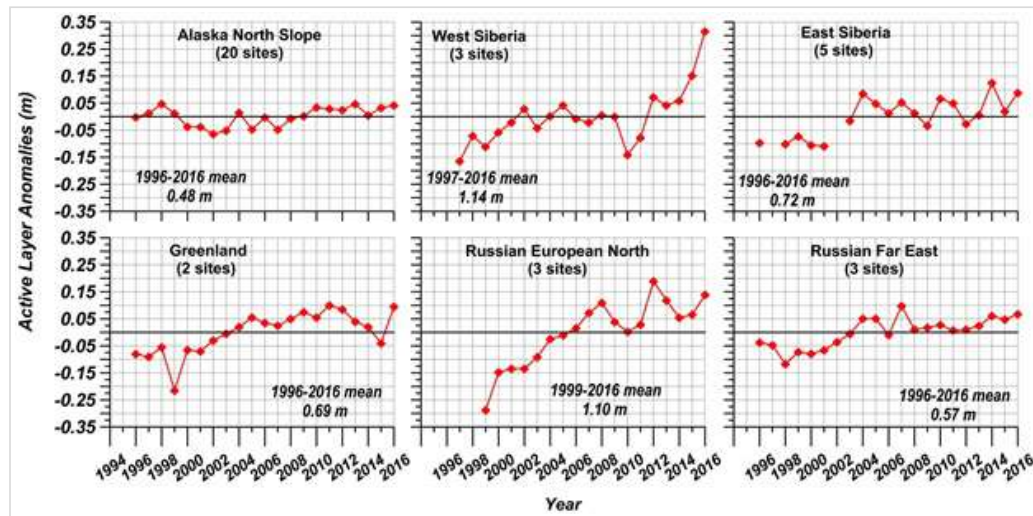 Active Layer Anomalies (m)
0.35
0.25
0.15
0.05
-0.05
-0.15
-0.25
-0.35
Alaska North Slope
(20 sites)
1996-2016 mean
0.48 m
West Siberia
(3 sites)
1997-2016 mean
1.14 m
East Siberia
(5 sites)
1996-2016 mean
0.72 m
0.35
0.25
0.15
0.05
-0.05
-0.15
-0.25
-0.35
Greenland
(2 sites)
1996-2016 mean
0.69 m
Russian European North
(3 sites)
1999-2016 mean
1.10 m
Russian Far East
(3 sites)
1996-2016 mean
0.57 m
1994 1996 1998 2000 2002 2004 2006 2008 2010 2012 2014 2016
1996 1998 2000 2002 2004 2006 2008 2010 2012 2014 2016
1996 1998 2000 2002 2004 2006 2008 2010 2012 2014 2016
Year